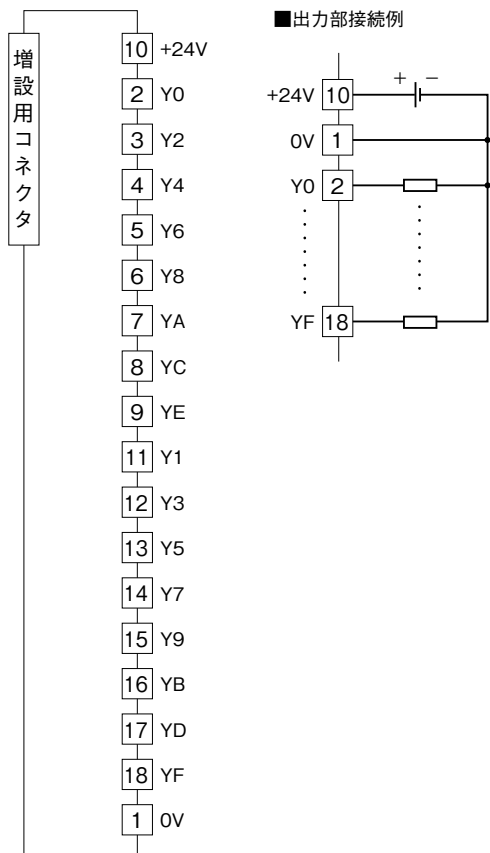 増設用コネクタ
10 +24V
2 Y0
3 Y2
4 Y4
5 Y6
6 Y8
7 YA
8 YC
9 YE
11 Y1
12 Y3
13 Y5
14 Y7
15 Y9
16 YB
17 YD
18 YF
1 0V
■出力部接続例
+ −
+24V 10
0V 1
Y0 2
YF 18